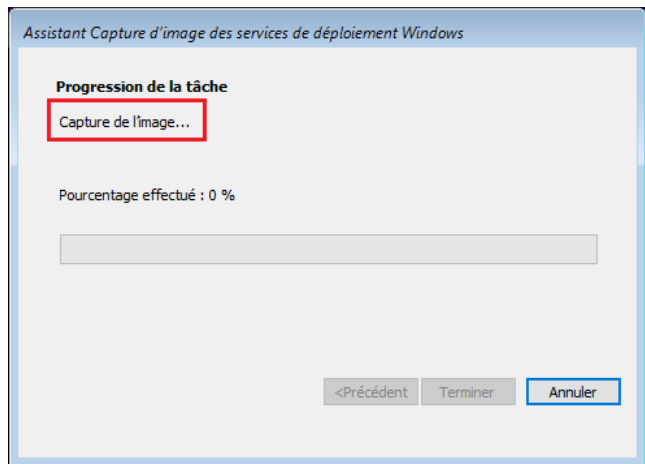 Assistant Capture d'image des services de déploiement Windows
Progression de la tâche
Capture de l'image...
Pourcentage effectué : 0 %
<Précédent Terminer Annuler